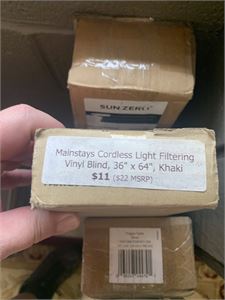 SUN ZERO
Mainstays Cordless Light Filtering
Vinyl Blind, 36" x 64", Khaki
$11 ($22 MSRP)